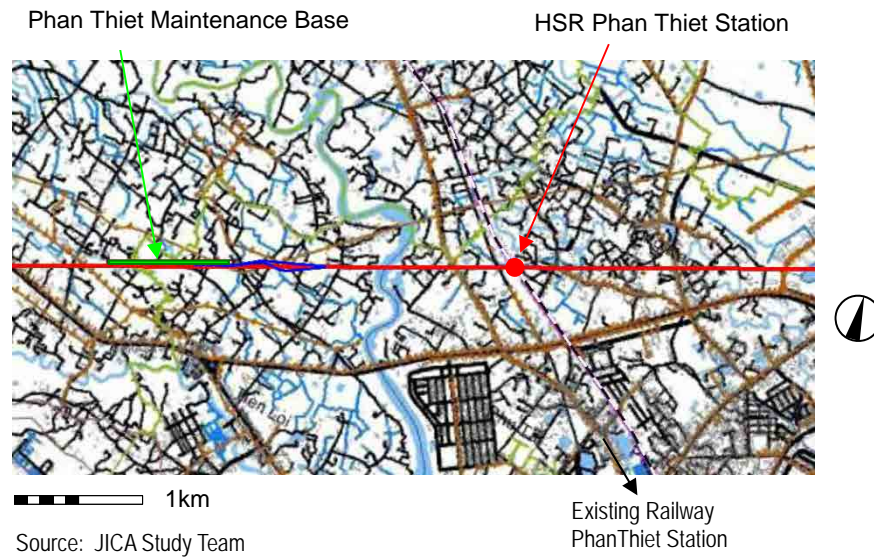 Phan Thiet Maintenance Base
HSR Phan Thiet Station
1km
Existing Railway
PhanThiet Station
Source: JICA Study Team